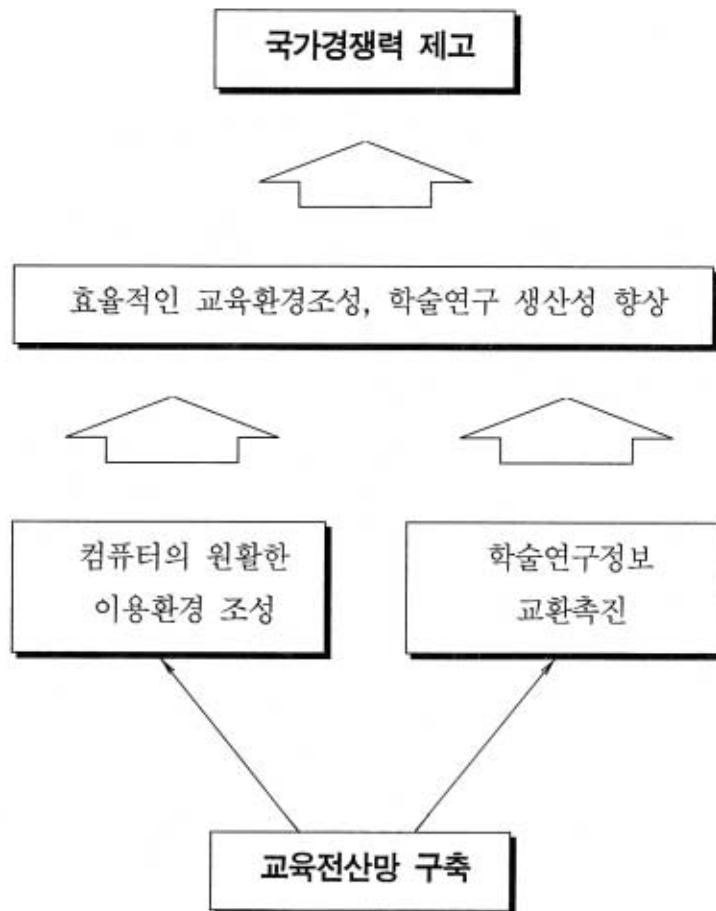 국가경쟁력 제고
효율적인 교육환경조성, 학술연구 생산성 향상
컴퓨터의 원활한
이용환경 조성
학술연구정보
교환촉진
교육전산망 구축